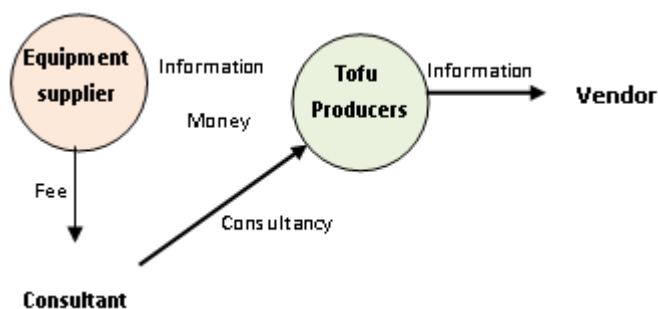 Equipment
supplier
Information
Money
Tofu
Producers
Information
Vendor
Fee
Consultancy
Consultant